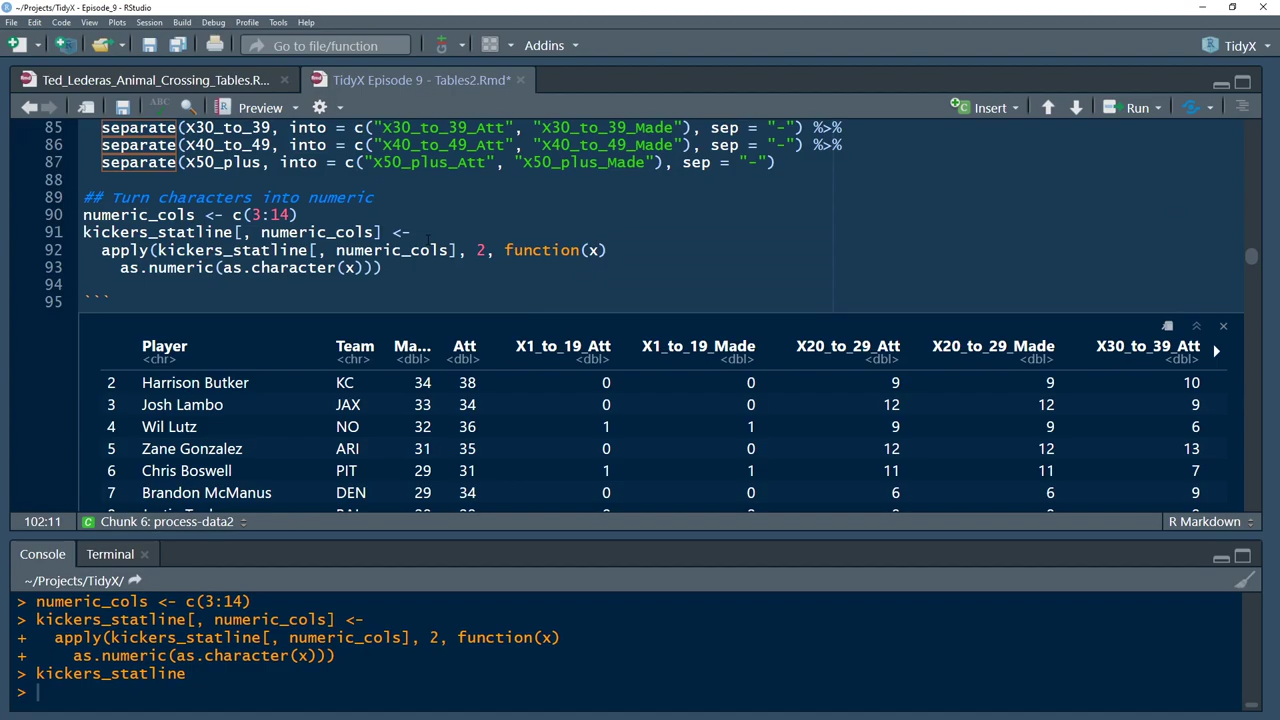 ~/Projects/TidyX - Episode_9 - RStudio
File Edit Code View Plots Session Build Debug Profile Tools Help
Go to file/function Addins TidyX
Ted_Lederas_Animal_Crossing_Tables.R... TidyX Episode 9 - Tables2.Rmd*
ABC Preview Insert Run
85 separate(X30_to_39, into = c("X30_to_39_Att", "X30_to_39_Made"), sep = "-") %>%
86 separate(X40_to_49, into = c("X40_to_49_Att", "X40_to_49_Made"), sep = "-") %>%
87 separate(X50_plus, into = c("X50_plus_Att", "X50_plus_Made"), sep = "-")
88
89 ## Turn characters into numeric
90 numeric_cols <- c(3:14)
91 kickers_statline[, numeric_cols] <-
92 apply(kickers_statline[, numeric_cols], 2, function(x)
93 as.numeric(as.character(x)))
94
95 ```
Player Team Ma... Att X1_to_19_Att X1_to_19_Made X20_to_29_Att X20_to_29_Made X30_to_39_Att
<chr> <chr> <dbl> <dbl> <dbl> <dbl> <dbl> <dbl> <dbl>
2 Harrison Butker KC 34 38 0 0 9 9 10
3 Josh Lambo JAX 33 34 0 0 12 12 9
4 Wil Lutz NO 32 36 1 1 9 9 6
5 Zane Gonzalez ARI 31 35 0 0 12 12 13
6 Chris Boswell PIT 29 31 1 1 11 11 7
7 Brandon McManus DEN 29 34 0 0 6 6 9
102:11 Chunk 6: process-data2 R Markdown
Console Terminal
~/Projects/TidyX/
> numeric_cols <- c(3:14)
> kickers_statline[, numeric_cols] <-
+ apply(kickers_statline[, numeric_cols], 2, function(x)
+ as.numeric(as.character(x)))
> kickers_statline
>